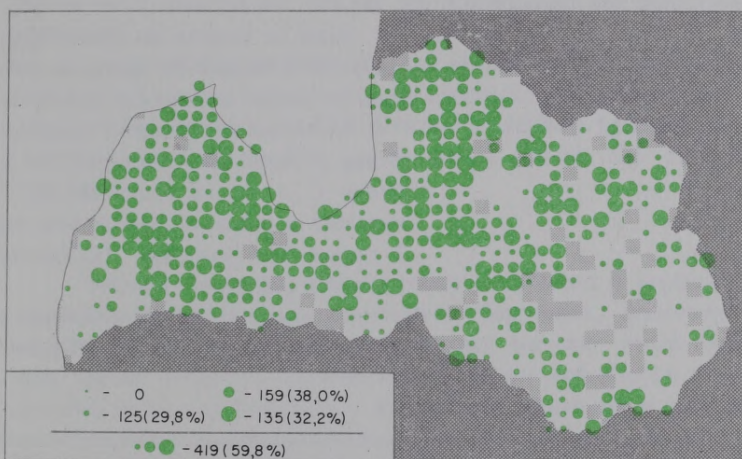 - 0 - 159 (38,0%)
- 125 (29,8%) - 135 (32,2%)
- 419 (59,8%)